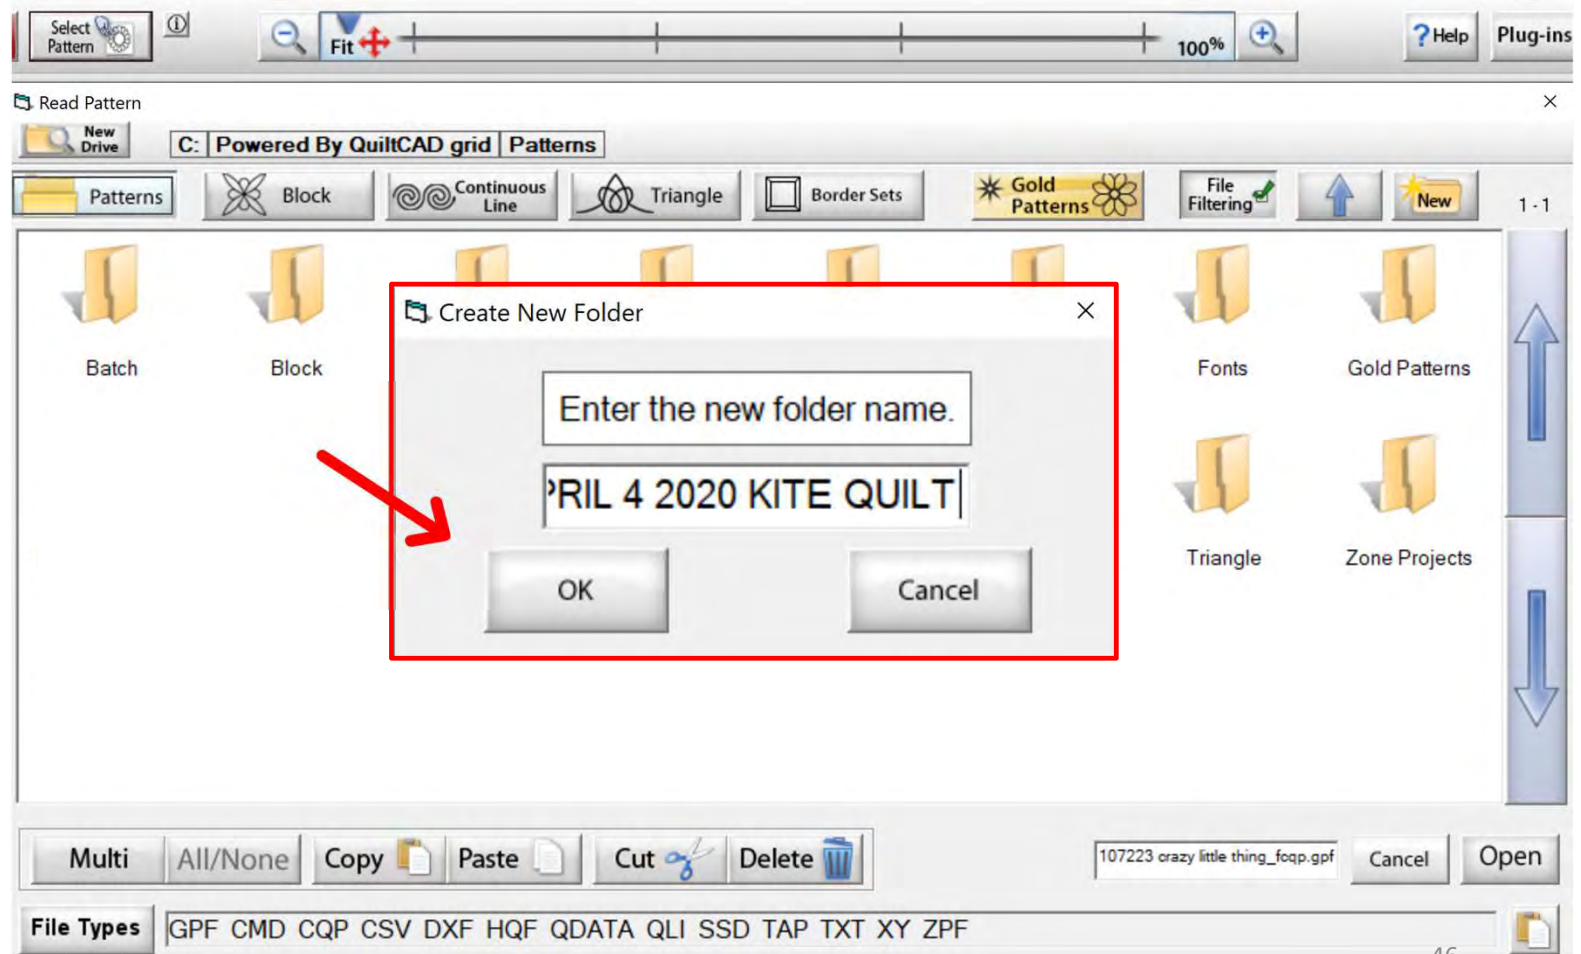 Select
Pattern
Fit
100%
?Help
Plug-ins
Read Pattern
New
Drive
C: Powered By QuiltCAD grid Patterns
Patterns
Block
Continuous
Line
Triangle
Border Sets
Gold
Patterns
File
Filtering
New
1 - 1
Create New Folder
Enter the new folder name.
PRIL 4 2020 KITE QUILT
OK
Cancel
Batch
Block
Fonts
Gold Patterns
Triangle
Zone Projects
Multi
All/None
Copy
Paste
Cut
Delete
107223 crazy little thing_fcqp.gpf
Cancel
Open
File Types
GPF CMD CQP CSV DXF HQF QDATA QLI SSD TAP TXT XY ZPF